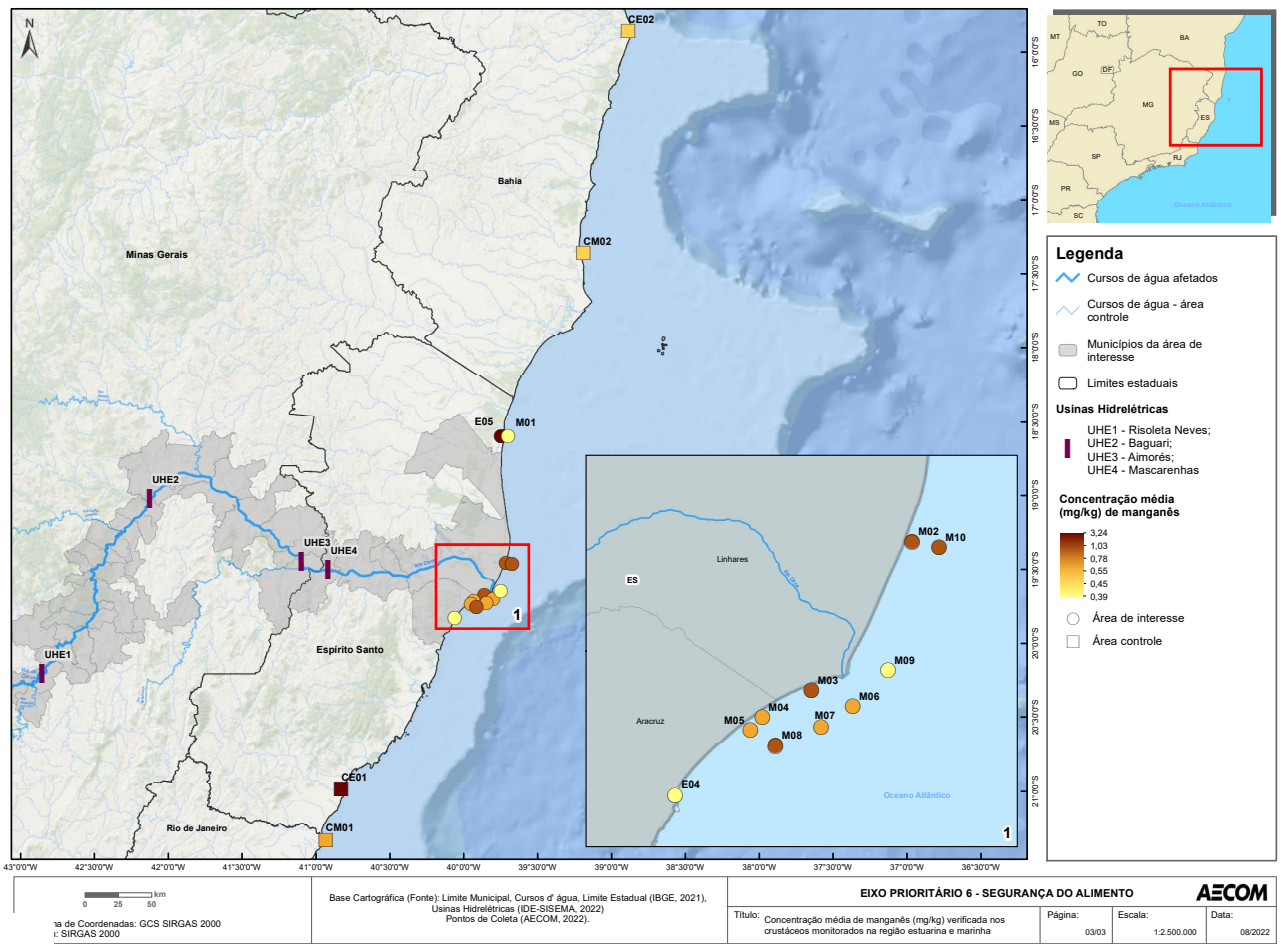 N
CE02
Bahia
CM02
Minas Gerais
E05
M01
UHE2
UHE3
UHE4
Rio Doce
1
Espírito Santo
UHE1
CE01
Rio de Janeiro
CM01
16°0'0"S
16°30'0"S
17°0'0"S
17°30'0"S
18°0'0"S
18°30'0"S
19°0'0"S
19°30'0"S
20°0'0"S
20°30'0"S
21°0'0"S
43°0'0"W
42°30'0"W
42°0'0"W
41°30'0"W
41°0'0"W
40°30'0"W
40°0'0"W
39°30'0"W
39°0'0"W
38°30'0"W
38°0'0"W
37°30'0"W
37°0'0"W
36°30'0"W
M02
M10
Linhares
ES
Rio Doce
M09
M03
M06
M04
M07
M05
Aracruz
M08
E04
Oceano Atlântico
1
TO
MT
BA
DF
GO
MG
MS
ES
SP
RJ
PR
SC
Oceano Atlântico
Legenda
Cursos de água afetados
Cursos de água - área
controle
Municípios da área de
interesse
Limites estaduais
Usinas Hidrelétricas
UHE1 - Risoleta Neves;
UHE2 - Baguari;
UHE3 - Aimorés;
UHE4 - Mascarenhas
Concentração média
(mg/kg) de manganês
3,24
1,03
0,78
0,55
0,45
0,39
Área de interesse
Área controle
km
0 25 50
na de Coordenadas: GCS SIRGAS 2000
: SIRGAS 2000
Base Cartográfica (Fonte): Limite Municipal, Cursos d' água, Limite Estadual (IBGE, 2021),
Usinas Hidrelétricas (IDE-SISEMA, 2022)
Pontos de Coleta (AECOM, 2022).
EIXO PRIORITÁRIO 6 - SEGURANÇA DO ALIMENTO
AECOM
Título: Concentração média de manganês (mg/kg) verificada nos
crustáceos monitorados na região estuarina e marinha
Página:
03/03
Escala:
1:2.500.000
Data:
08/2022